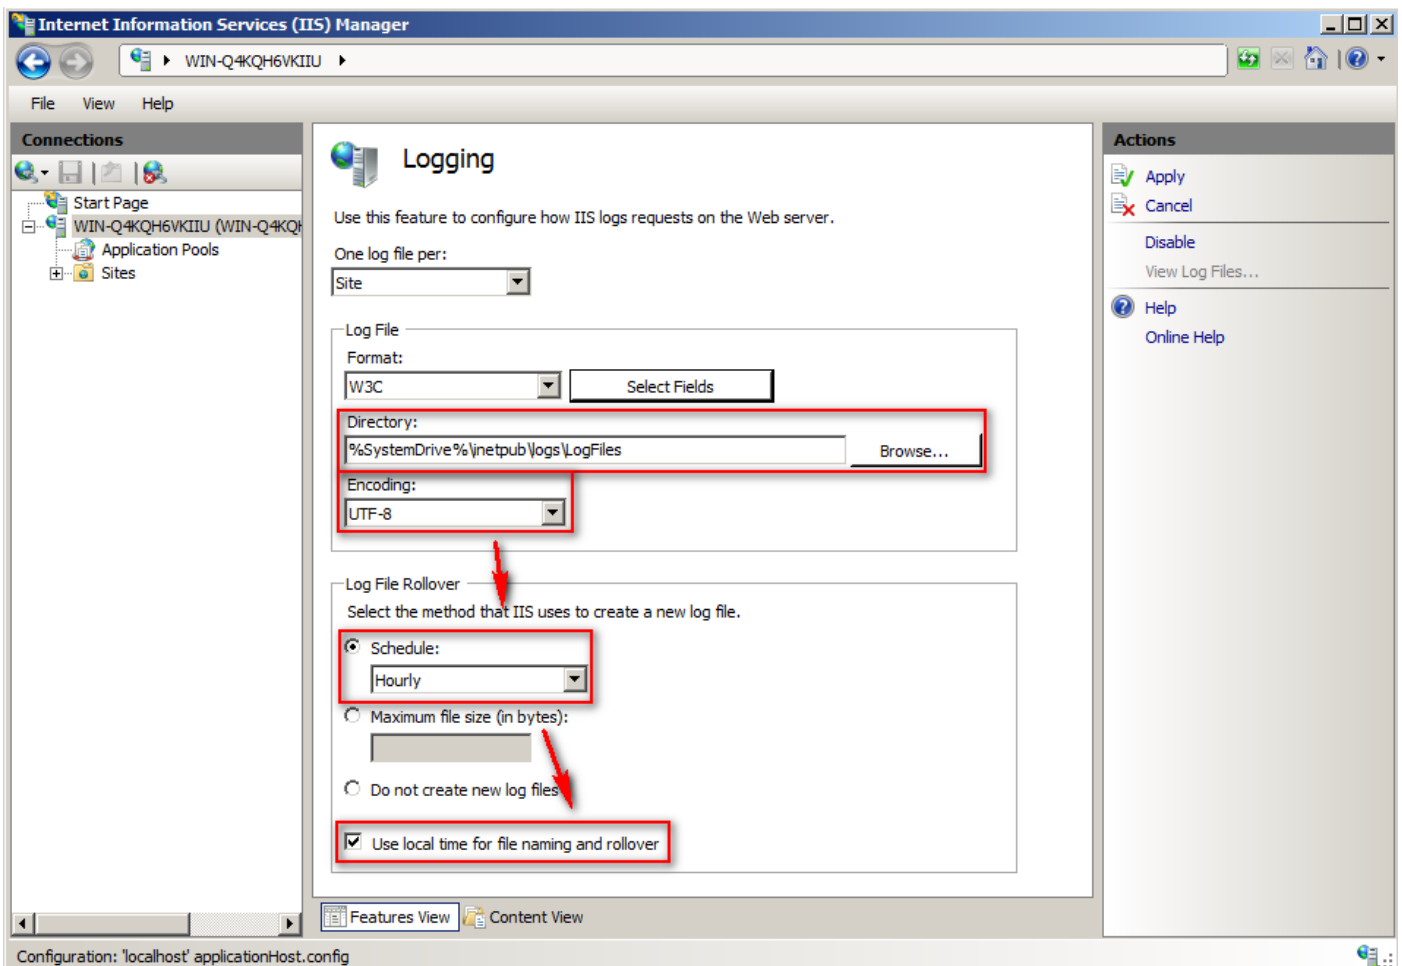 Internet Information Services (IIS) Manager
WIN-Q4KQH6VKIIU
File View Help
Connections
Start Page
WIN-Q4KQH6VKIIU (WIN-Q4KQH
Application Pools
Sites
Logging
Use this feature to configure how IIS logs requests on the Web server.
One log file per:
Site
Log File
Format:
W3C
Select Fields
Directory:
%SystemDrive%\inetpub\logs\LogFiles
Browse...
Encoding:
UTF-8
Log File Rollover
Select the method that IIS uses to create a new log file.
Schedule:
Hourly
Maximum file size (in bytes):
Do not create new log files
Use local time for file naming and rollover
Features View
Content View
Actions
Apply
Cancel
Disable
View Log Files...
Help
Online Help
Configuration: 'localhost' applicationHost.config